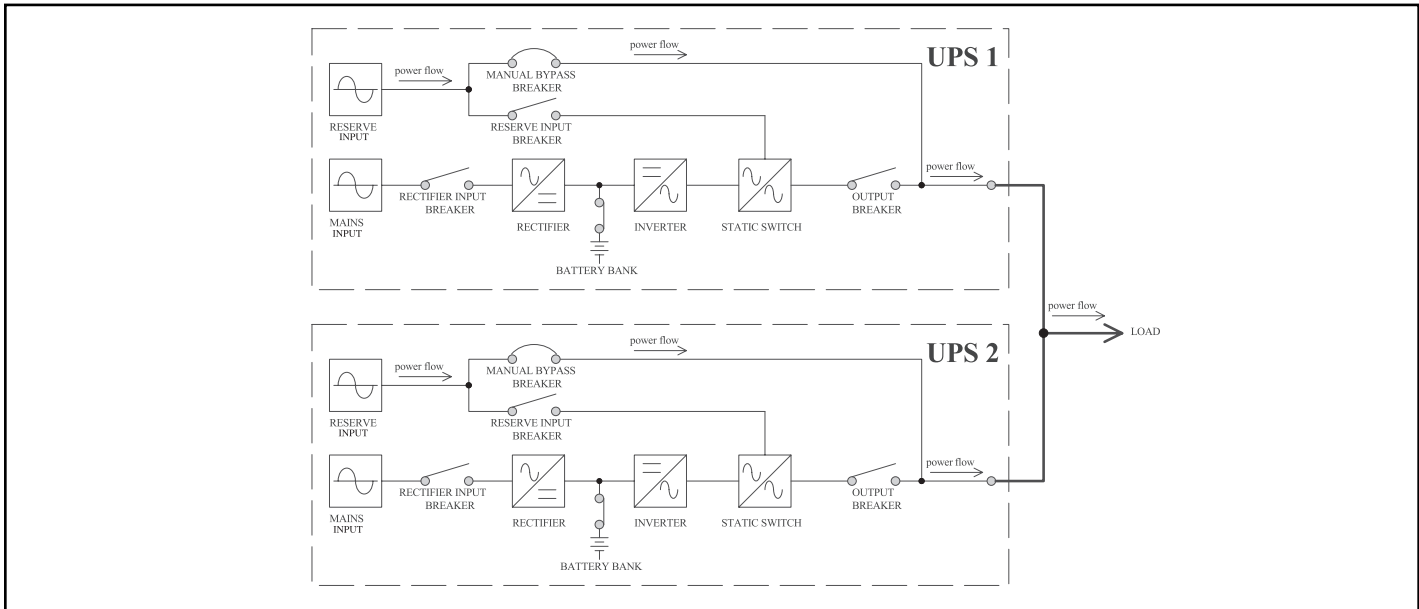 power flow
UPS 1
power flow
MANUAL BYPASS
BREAKER
RESERVE
INPUT
RESERVE INPUT
BREAKER
power flow
MAINS
INPUT
RECTIFIER INPUT
BREAKER
RECTIFIER
INVERTER
STATIC SWITCH
OUTPUT
BREAKER
BATTERY BANK
power flow
LOAD
power flow
UPS 2
power flow
MANUAL BYPASS
BREAKER
RESERVE
INPUT
RESERVE INPUT
BREAKER
power flow
MAINS
INPUT
RECTIFIER INPUT
BREAKER
RECTIFIER
INVERTER
STATIC SWITCH
OUTPUT
BREAKER
BATTERY BANK